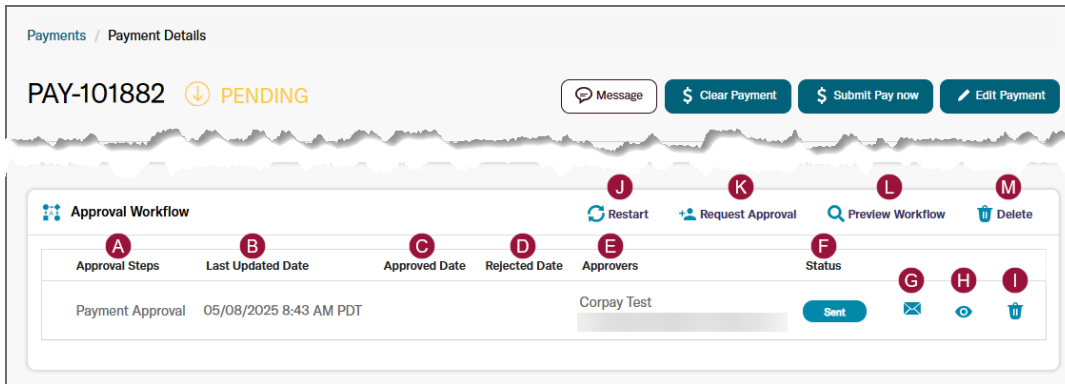 Payments / Payment Details
PAY-101882 PENDING
Message $ Clear Payment $ Submit Pay now Edit Payment
J K L M
Approval Workflow Restart Request Approval Preview Workflow Delete
A B C D E F
Approval Steps Last Updated Date Approved Date Rejected Date Approvers Status
G H I
Corpay Test
Payment Approval 05/08/2025 8:43 AM PDT Sent